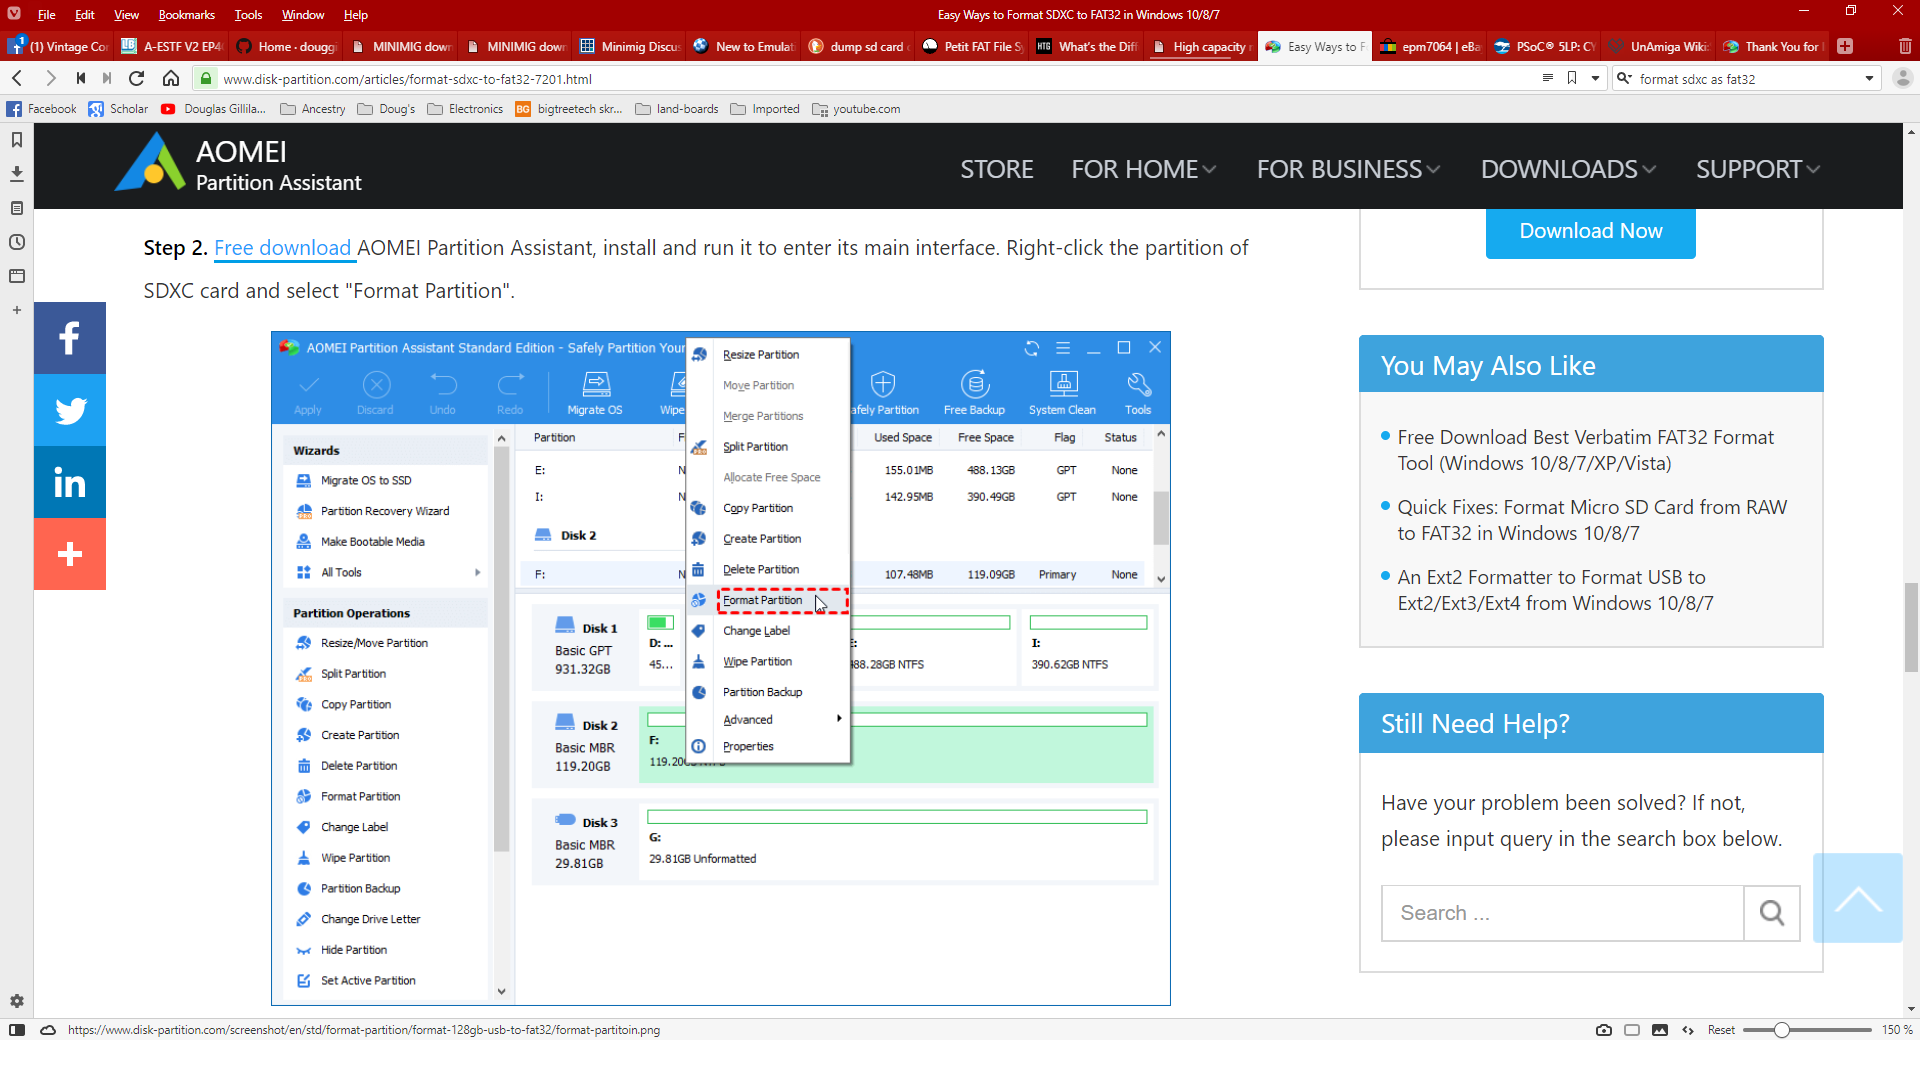 File Edit View Bookmarks Tools Window Help
Easy Ways to Format SDXC to FAT32 in Windows 10/8/7
1 (1) Vintage Cor
A-ESTF V2 EP4
Home · dougg
MINIMIG dow
MINIMIG dow
Minimig Discu
New to Emulat
dump sd card
Petit FAT File Sy
What's the Dif
High capacity
Easy Ways to F
epm7064 | eBa
PSoC® 5LP: CY
UnAmiga Wiki
Thank You for
www.disk-partition.com/articles/format-sdxc-to-fat32-7201.html
format sdxc as fat32
Facebook Scholar Douglas Gillila... Ancestry Doug's Electronics bigtreetech skr... land-boards Imported youtube.com
AOMEI
Partition Assistant
STORE FOR HOME FOR BUSINESS DOWNLOADS SUPPORT
Step 2. Free download AOMEI Partition Assistant, install and run it to enter its main interface. Right-click the partition of
SDXC card and select "Format Partition".
AOMEI Partition Assistant Standard Edition - Safely Partition Your
Apply Discard Undo Redo Migrate OS Wipe afely Partition Free Backup System Clean Tools
Wizards
Migrate OS to SSD
Partition Recovery Wizard
Make Bootable Media
All Tools
Partition Operations
Resize/Move Partition
Split Partition
Copy Partition
Create Partition
Delete Partition
Format Partition
Change Label
Wipe Partition
Partition Backup
Change Drive Letter
Hide Partition
Set Active Partition
Partition F Used Space Free Space Flag Status
E: N 155.01MB 488.13GB GPT None
I: N 142.95MB 390.49GB GPT None
Disk 2
F: N 107.48MB 119.09GB Primary None
Resize Partition
Move Partition
Merge Partitions
Split Partition
Allocate Free Space
Copy Partition
Create Partition
Delete Partition
Format Partition
Change Label
Wipe Partition
Partition Backup
Advanced
Properties
Disk 1
Basic GPT
931.32GB
D: ...
45...
E:
488.28GB NTFS
I:
390.62GB NTFS
Disk 2
Basic MBR
119.20GB
F:
119.20GB NTFS
Disk 3
Basic MBR
29.81GB
G:
29.81GB Unformatted
Download Now
You May Also Like
Free Download Best Verbatim FAT32 Format
Tool (Windows 10/8/7/XP/Vista)
Quick Fixes: Format Micro SD Card from RAW
to FAT32 in Windows 10/8/7
An Ext2 Formatter to Format USB to
Ext2/Ext3/Ext4 from Windows 10/8/7
Still Need Help?
Have your problem been solved? If not,
please input query in the search box below.
Search ...
https://www.disk-partition.com/screenshot/en/std/format-partition/format-128gb-usb-to-fat32/format-partitoin.png
Reset 150 %